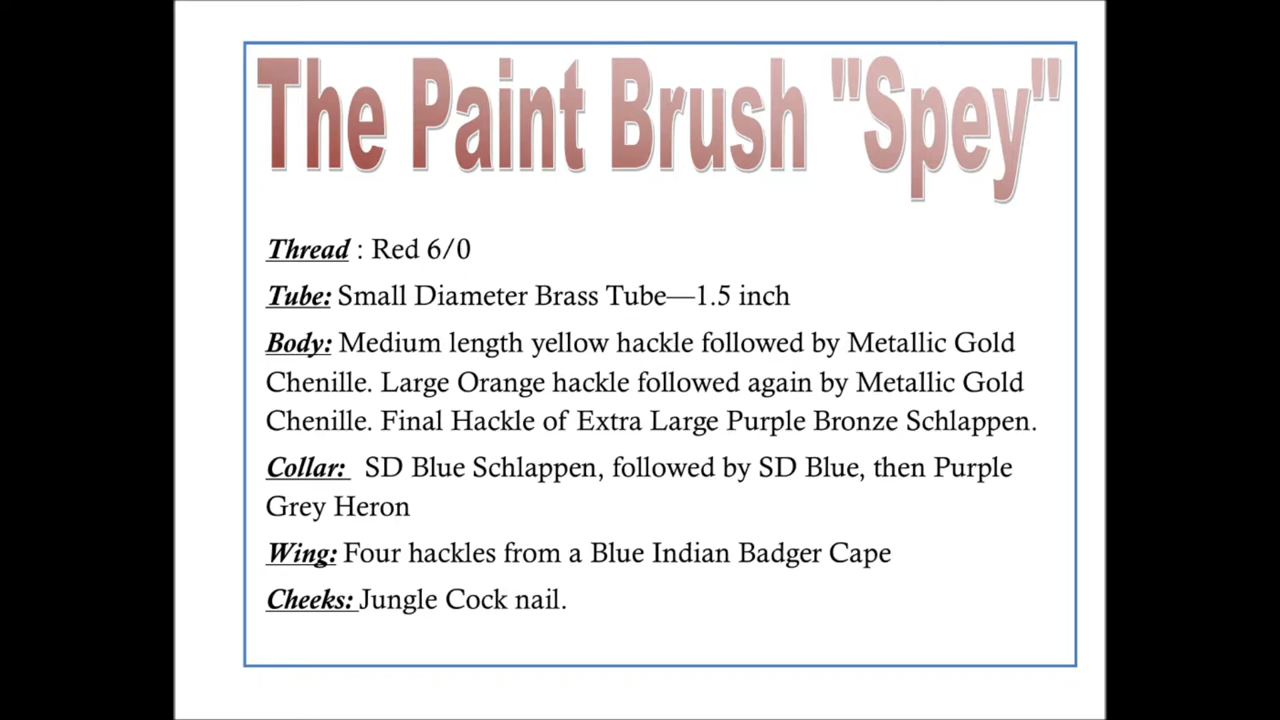 The Paint Brush "Spey"
Thread : Red 6/0
Tube: Small Diameter Brass Tube—1.5 inch
Body: Medium length yellow hackle followed by Metallic Gold
Chenille. Large Orange hackle followed again by Metallic Gold
Chenille. Final Hackle of Extra Large Purple Bronze Schlappen.
Collar: SD Blue Schlappen, followed by SD Blue, then Purple
Grey Heron
Wing: Four hackles from a Blue Indian Badger Cape
Cheeks: Jungle Cock nail.